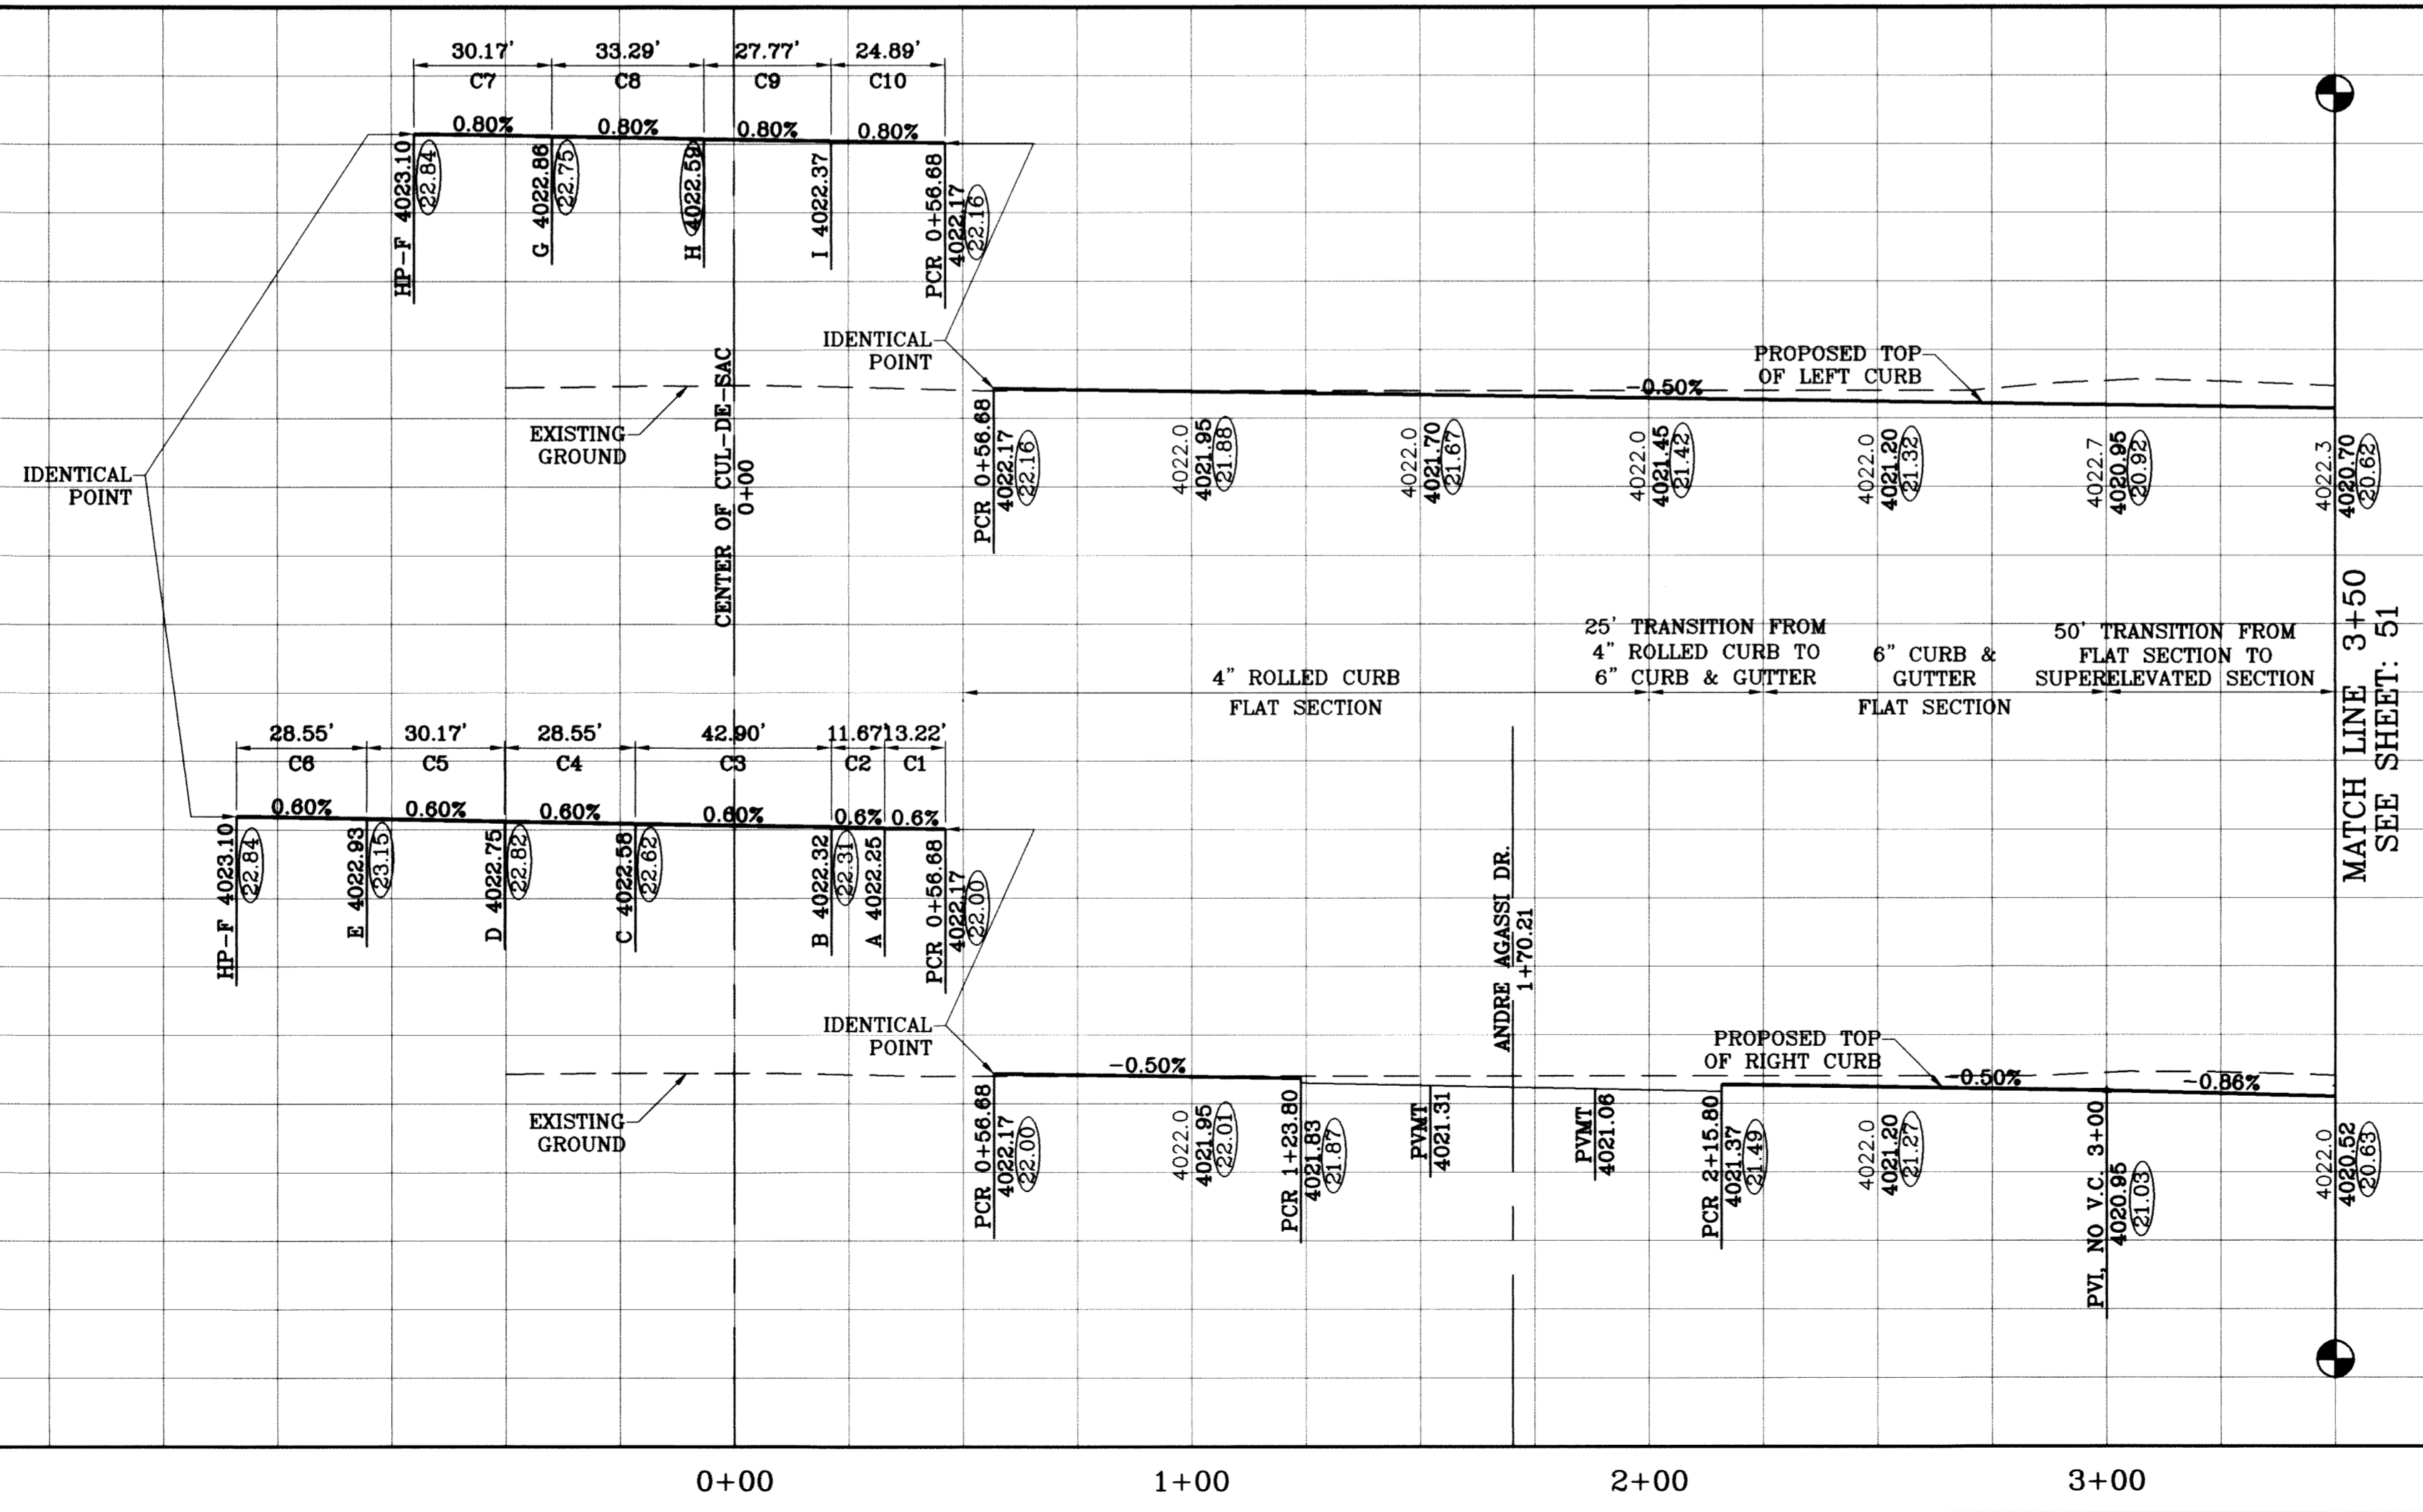 30.17' 33.29' 27.77' 24.89'
C7 C8 C9 C10
0.80% 0.80% 0.80% 0.80%
HP-F 4023.10
22.84
G 4022.86
22.75
H 4022.59
I 4022.37
PCR 0+56.68
4022.17
22.16
IDENTICAL
POINT
CENTER OF CUL-DE-SAC
0+00
EXISTING
GROUND
IDENTICAL
POINT
PROPOSED TOP
OF LEFT CURB
-0.50%
PCR 0+56.68
4022.17
22.16
4022.0
4021.95
21.88
4022.0
4021.70
21.67
4022.0
4021.45
21.42
4022.0
4021.20
21.32
4022.7
4020.95
20.92
4022.3
4020.70
20.62
4" ROLLED CURB
FLAT SECTION
25' TRANSITION FROM
4" ROLLED CURB TO
6" CURB & GUTTER
6" CURB &
GUTTER
FLAT SECTION
50' TRANSITION FROM
FLAT SECTION TO
SUPERELEVATED SECTION
MATCH LINE 3+50
SEE SHEET: 51
28.55' 30.17' 28.55' 42.90' 11.67' 13.22'
C6 C5 C4 C3 C2 C1
0.60% 0.60% 0.60% 0.60% 0.6% 0.6%
HP-F 4023.10
22.84
E 4022.93
23.15
D 4022.75
22.82
C 4022.58
22.62
B 4022.32
22.31
A 4022.25
PCR 0+56.68
4022.17
22.00
IDENTICAL
POINT
EXISTING
GROUND
ANDRE AGASSI DR.
1+70.21
PROPOSED TOP
OF RIGHT CURB
-0.50%
-0.50%
-0.86%
PCR 0+56.68
4022.17
22.00
4022.0
4021.95
22.01
PCR 1+23.80
4021.83
21.87
PVMT
4021.31
PVMT
4021.06
PCR 2+15.80
4021.37
21.49
4022.0
4021.20
21.27
PVI, NO V.C. 3+00
4020.95
21.03
4022.0
4020.52
20.63
0+00 1+00 2+00 3+00